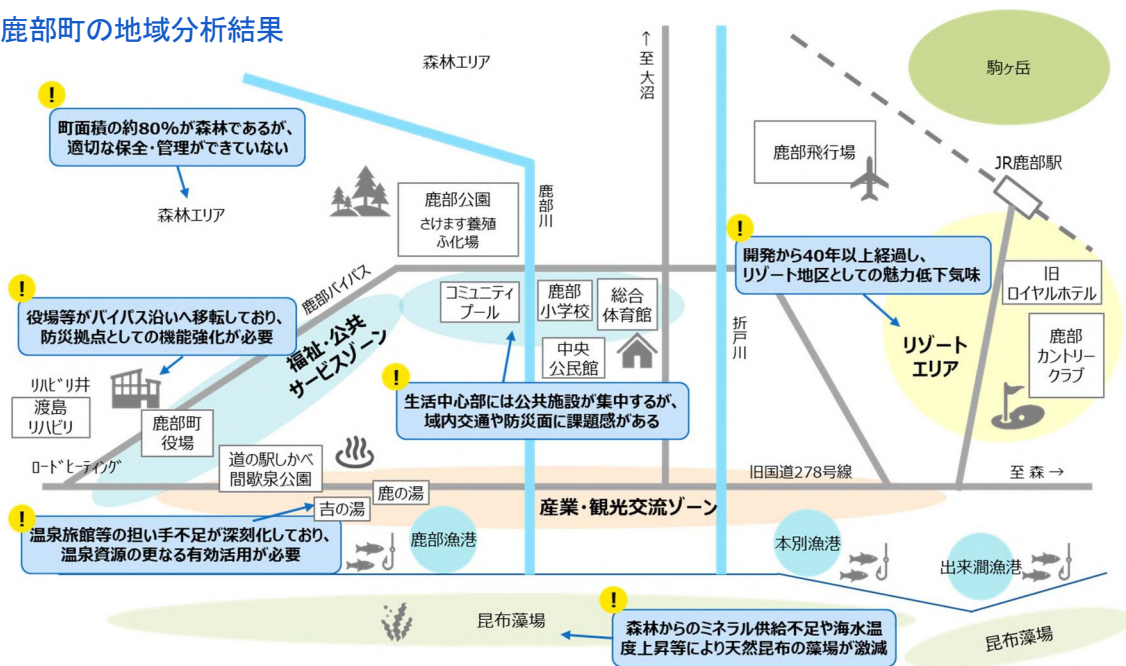 鹿部町の地域分析結果
森林エリア
↑
至
大
沼
駒ヶ岳
!
町面積の約80%が森林であるが、
適切な保全・管理ができていない
森林エリア
鹿部公園
さけます養殖
ふ化場
鹿部川
鹿部飛行場
JR鹿部駅
!
開発から40年以上経過し、
リゾート地区としての魅力低下気味
旧
ロイヤルホテル
鹿部
カントリー
クラブ
リゾート
エリア
鹿部バイパス
コミュニティ
プール
鹿部
小学校
総合
体育館
中央
公民館
折戸川
!
役場等がバイパス沿いへ移転しており、
防災拠点としての機能強化が必要
福祉・公共
サービスゾーン
!
生活中心部には公共施設が集中するが、
域内交通や防災面に課題感がある
リハビリ井
渡島
リハビリ
鹿部町
役場
ロードヒーティング
道の駅しかべ
間歇泉公園
旧国道278号線
至 森 →
鹿の湯
吉の湯
産業・観光交流ゾーン
!
温泉旅館等の担い手不足が深刻化しており、
温泉資源の更なる有効活用が必要
鹿部漁港
本別漁港
出来澗漁港
昆布藻場
!
森林からのミネラル供給不足や海水温
度上昇等により天然昆布の藻場が激減
昆布藻場